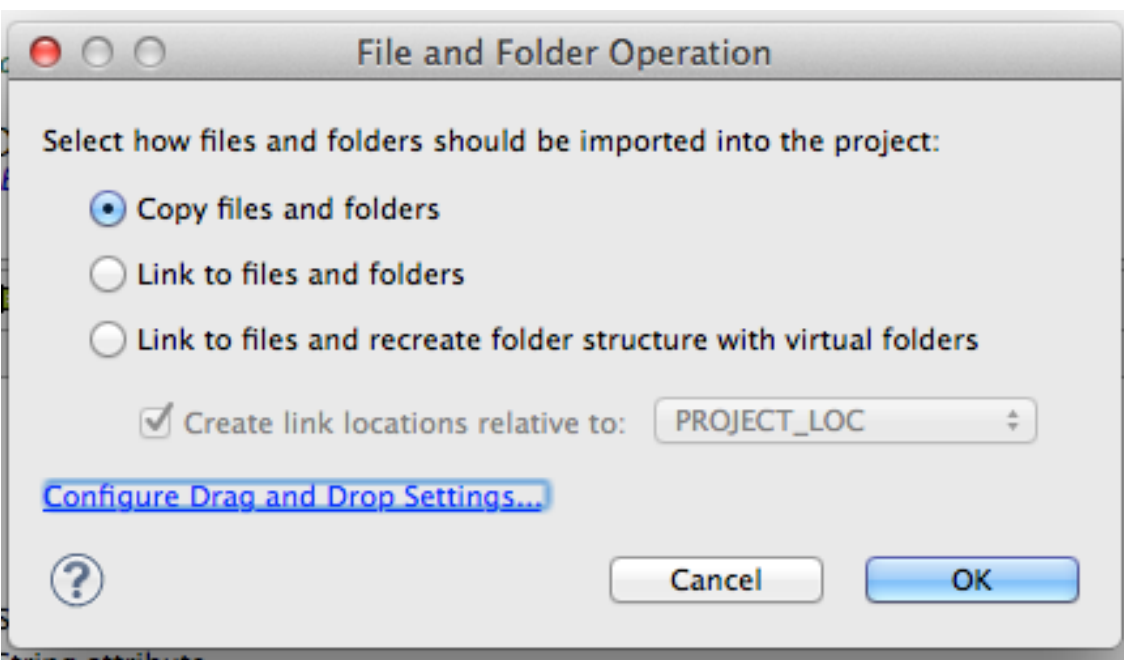 File and Folder Operation
Select how files and folders should be imported into the project:
Copy files and folders
Link to files and folders
Link to files and recreate folder structure with virtual folders
Create link locations relative to: PROJECT_LOC
Configure Drag and Drop Settings...
?
Cancel OK
String attribute